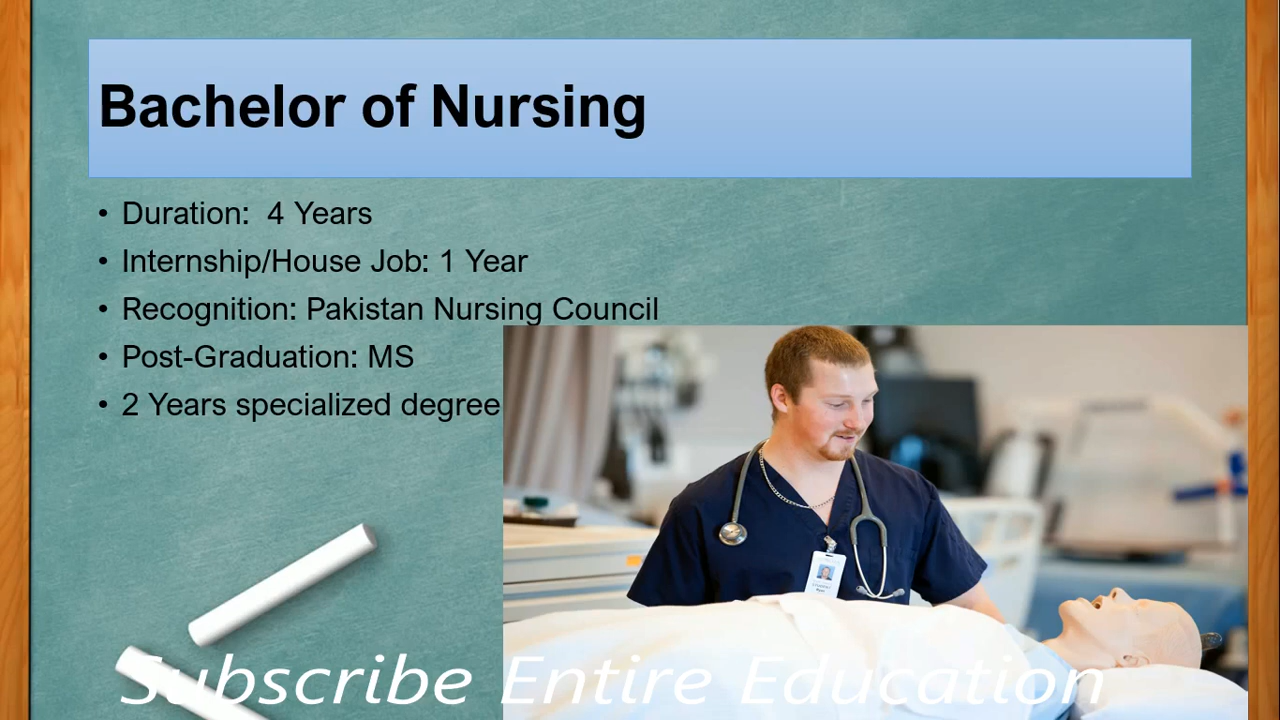 Bachelor of Nursing
• Duration:  4 Years
• Internship/House Job: 1 Year
• Recognition: Pakistan Nursing Council
• Post-Graduation: MS
• 2 Years specialized degree
Subscribe Entire Education